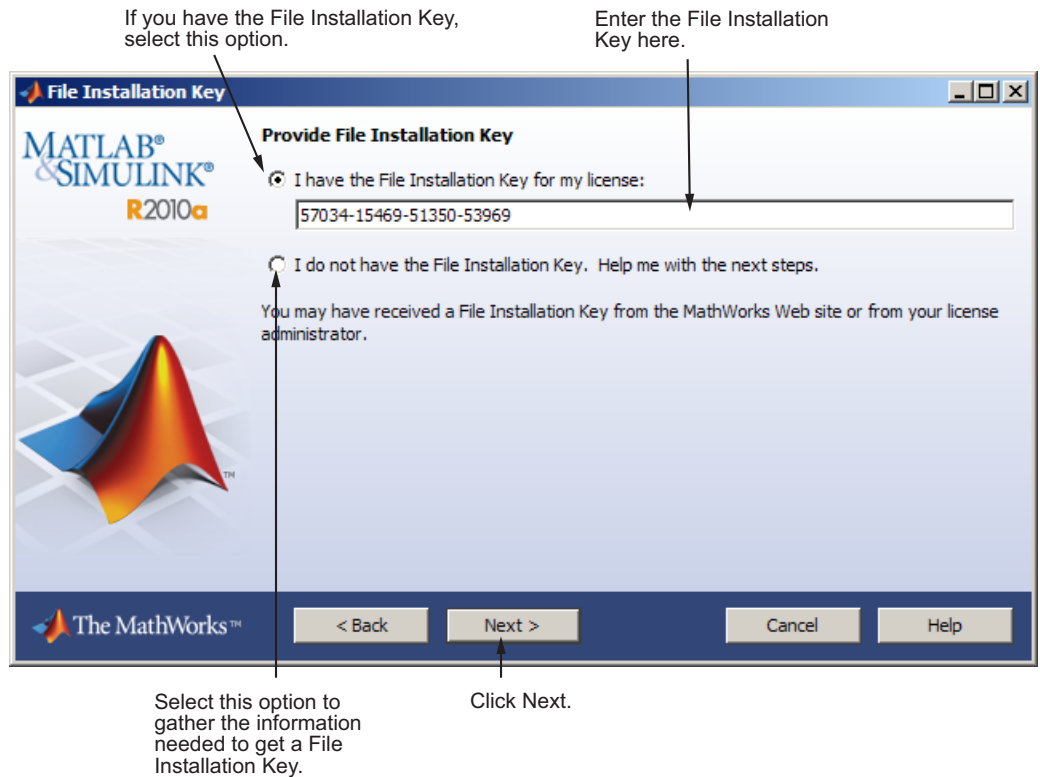 If you have the File Installation Key,
select this option.
Enter the File Installation
Key here.
File Installation Key
MATLAB®
&SIMULINK®
R2010a
Provide File Installation Key
I have the File Installation Key for my license:
57034-15469-51350-53969
I do not have the File Installation Key. Help me with the next steps.
You may have received a File Installation Key from the MathWorks Web site or from your license
administrator.
TM
The MathWorks™
< Back
Next >
Cancel
Help
Select this option to
gather the information
needed to get a File
Installation Key.
Click Next.